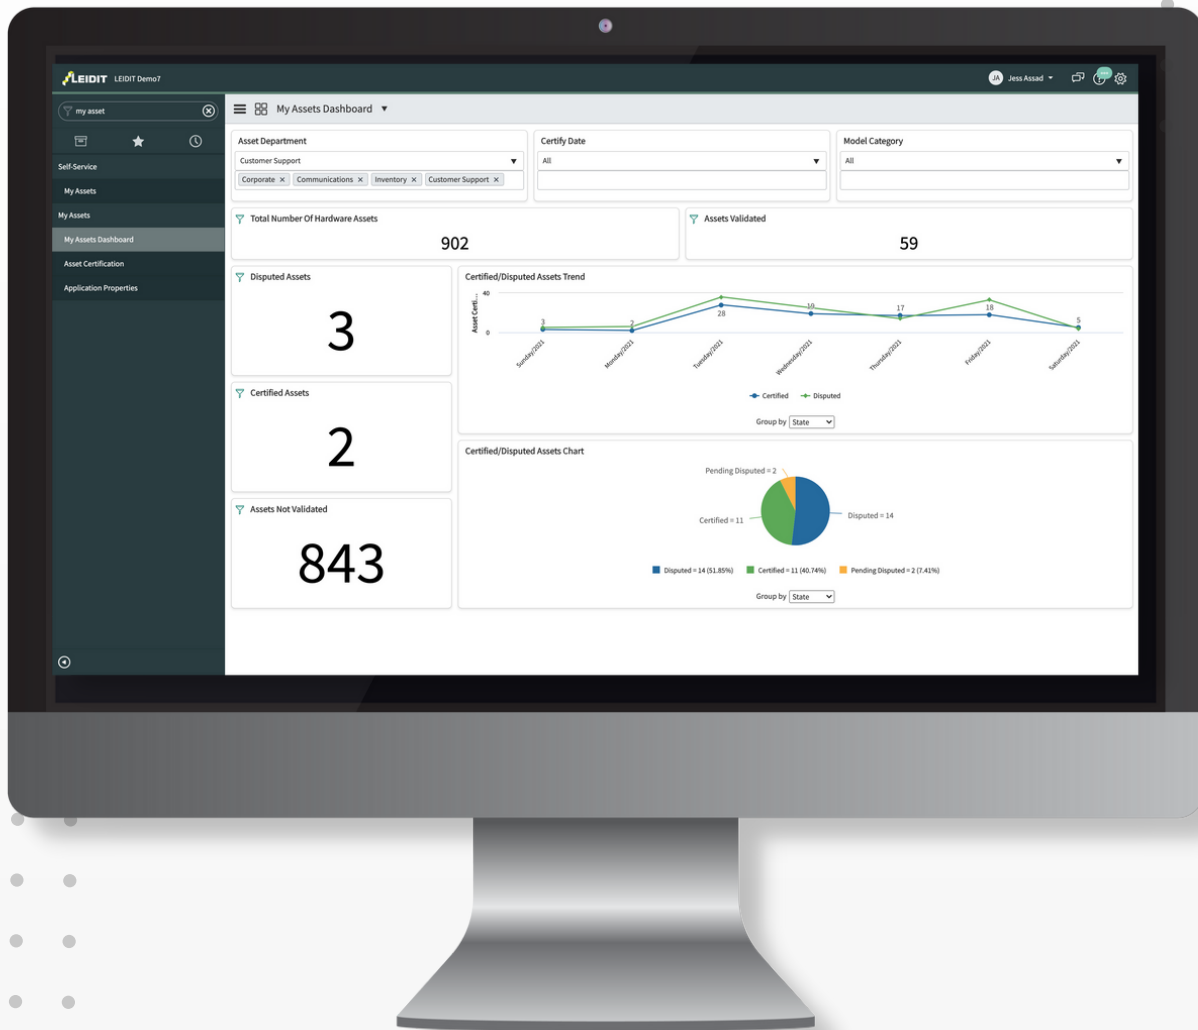 LEIDIT LEIDIT Demo7
JA Jess Assad
my asset
Self-Service
My Assets
My Assets
My Assets Dashboard
Asset Certification
Application Properties
My Assets Dashboard
Asset Department
Customer Support
Corporate × Communications × Inventory × Customer Support ×
Certify Date
All
Model Category
All
Total Number Of Hardware Assets
902
Assets Validated
59
Disputed Assets
3
Certified Assets
2
Assets Not Validated
843
Certified/Disputed Assets Trend
Asset Certi...
40
0
3 2 28 19 17 18 5
Sunday/2021 Monday/2021 Tuesday/2021 Wednesday/2021 Thursday/2021 Friday/2021 Saturday/2021
Certified Disputed
Group by State
Certified/Disputed Assets Chart
Pending Disputed = 2
Certified = 11
Disputed = 14
Disputed = 14 (51.85%) Certified = 11 (40.74%) Pending Disputed = 2 (7.41%)
Group by State